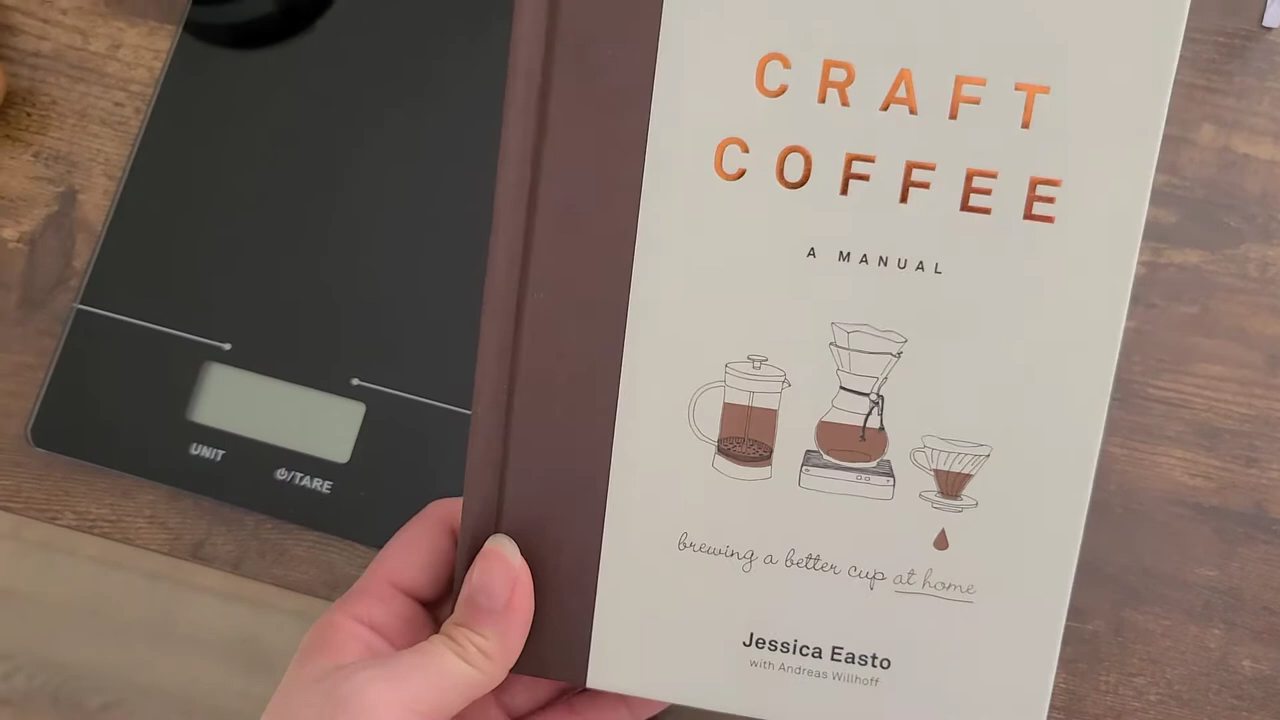 CRAFT
COFFEE
A MANUAL
brewing a better cup at home
Jessica Easto
with Andreas Willhoff
UNIT
⏻/TARE